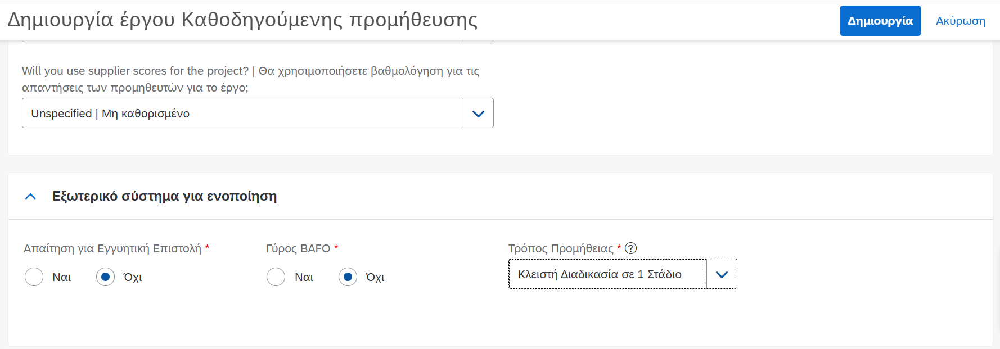 Δημιουργία έργου Καθοδηγούμενης προμήθευσης
Δημιουργία
Ακύρωση
Will you use supplier scores for the project? | Θα χρησιμοποιήσετε βαθμολόγηση για τις
απαντήσεις των προμηθευτών για το έργο;
Unspecified | Μη καθορισμένο
Εξωτερικό σύστημα για ενοποίηση
Απαίτηση για Εγγυητική Επιστολή *
Ναι
Όχι
Γύρος BAFO *
Ναι
Όχι
Τρόπος Προμήθειας * ?
Κλειστή Διαδικασία σε 1 Στάδιο